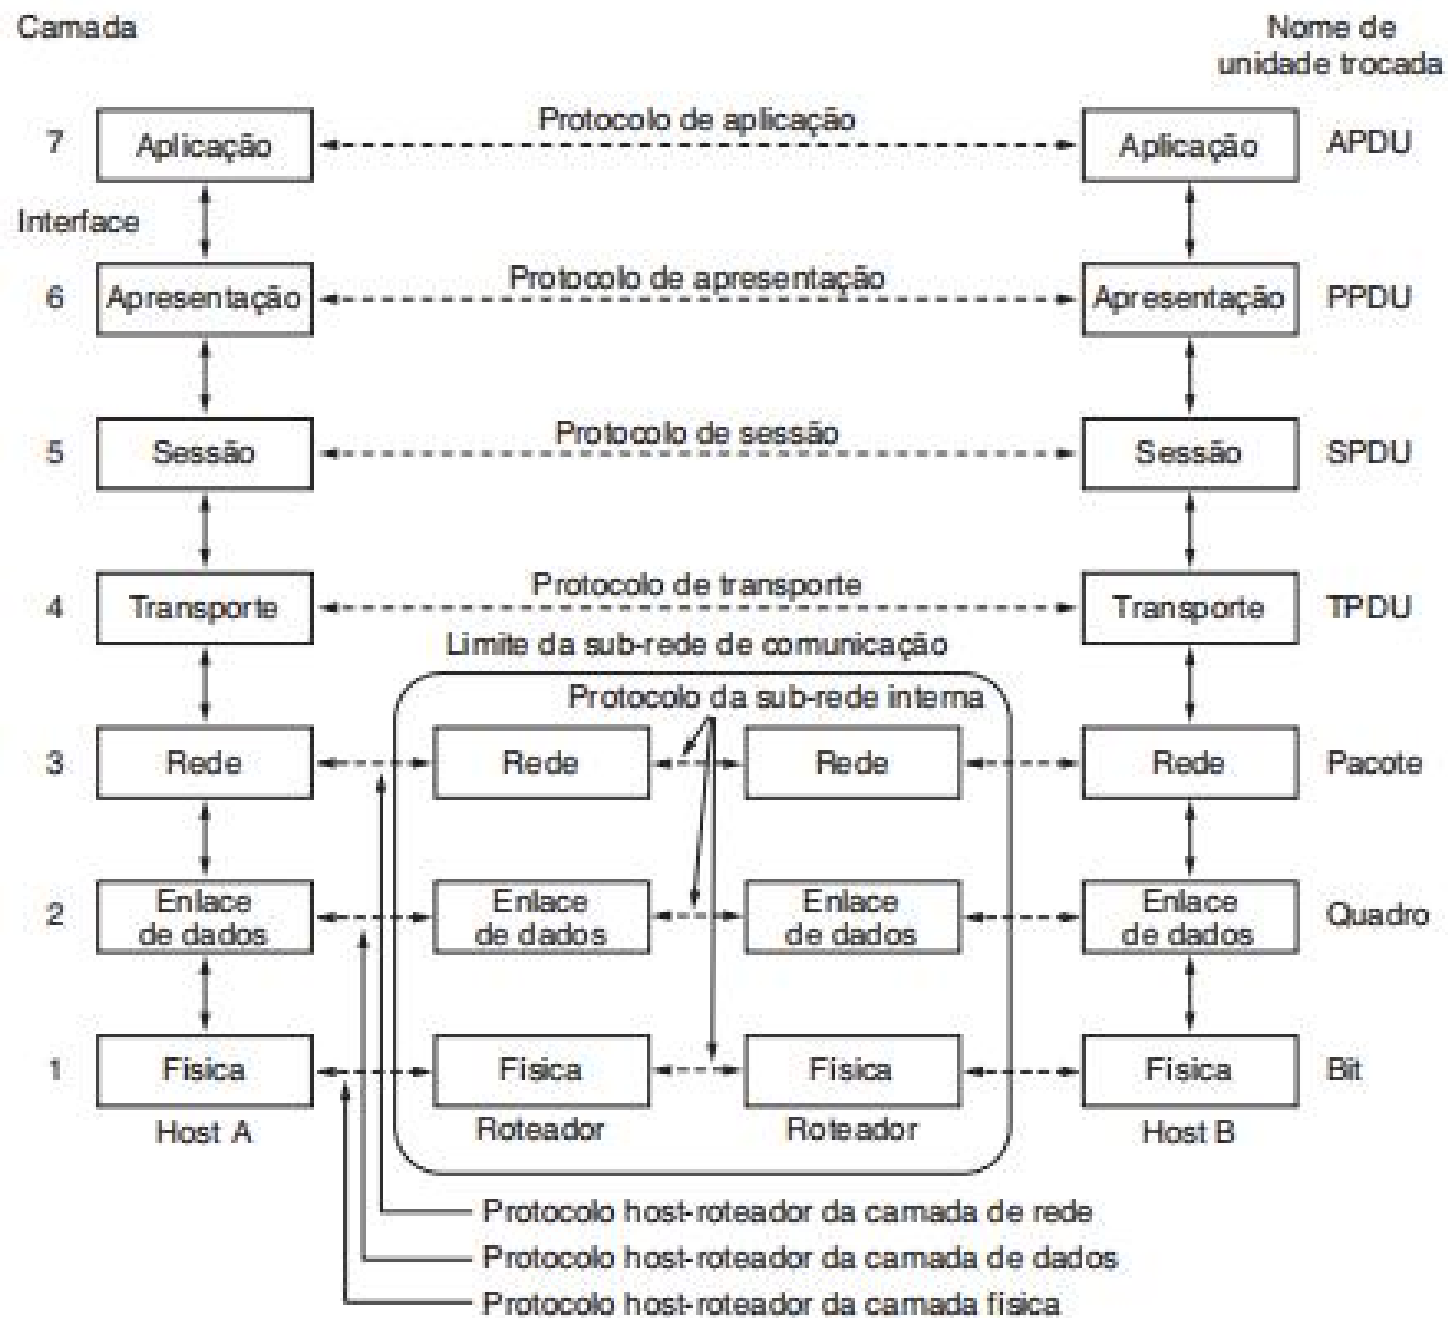 Camada
Nome de
unidade trocada
7
Aplicação
Protocolo de aplicação
Aplicação
APDU
Interface
6
Apresentação
Protocolo de apresentação
Apresentação
PPDU
5
Sessão
Protocolo de sessão
Sessão
SPDU
4
Transporte
Protocolo de transporte
Transporte
TPDU
Limite da sub-rede de comunicação
Protocolo da sub-rede interna
3
Rede
Rede
Rede
Rede
Pacote
2
Enlace
de dados
Enlace
de dados
Enlace
de dados
Enlace
de dados
Quadro
1
Física
Física
Física
Física
Bit
Host A
Roteador
Roteador
Host B
Protocolo host-roteador da camada de rede
Protocolo host-roteador da camada de dados
Protocolo host-roteador da camada física